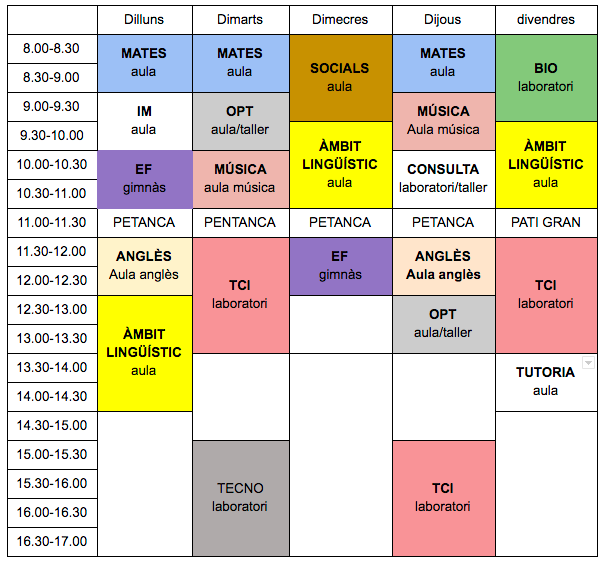 Dilluns Dimarts Dimecres Dijous divendres
8.00-8.30
8.30-9.00
9.00-9.30
9.30-10.00
10.00-10.30
10.30-11.00
11.00-11.30
11.30-12.00
12.00-12.30
12.30-13.00
13.00-13.30
13.30-14.00
14.00-14.30
14.30-15.00
15.00-15.30
15.30-16.00
16.00-16.30
16.30-17.00
MATES
aula
IM
aula
EF
gimnàs
PETANCA
ANGLÈS
Aula anglès
ÀMBIT
LINGÜÍSTIC
aula
MATES
aula
OPT
aula/taller
MÚSICA
aula música
PENTANCA
TCI
laboratori
TECNO
laboratori
SOCIALS
aula
ÀMBIT
LINGÜÍSTIC
aula
PETANCA
EF
gimnàs
MATES
aula
MÚSICA
Aula música
CONSULTA
laboratori/taller
PETANCA
ANGLÈS
Aula anglès
OPT
aula/taller
TCI
laboratori
BIO
laboratori
ÀMBIT
LINGÜÍSTIC
aula
PATI GRAN
TCI
laboratori
TUTORIA
aula